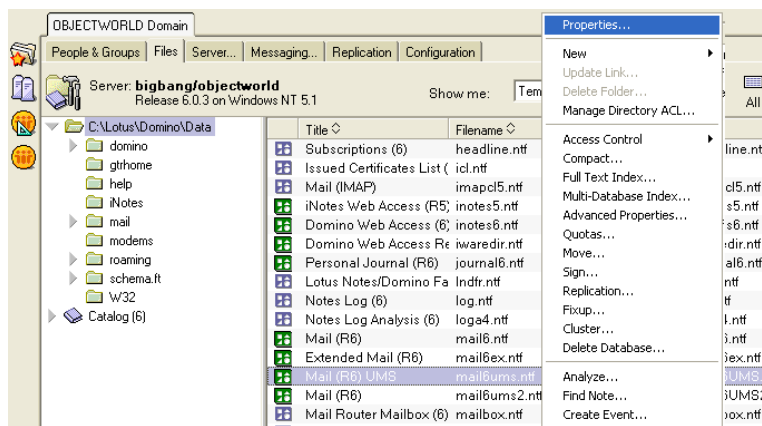 OBJECTWORLD Domain
People & Groups Files Server... Messaging... Replication Configuration
Server: bigbang/objectworld
Release 6.0.3 on Windows NT 5.1
Show me: Tem
All
C:\Lotus\Domino\Data
domino
gtrhome
help
iNotes
mail
modems
roaming
schema.ft
W32
Catalog (6)
Title Filename
Subscriptions (6) headline.ntf
Issued Certificates List ( icl.ntf
Mail (IMAP) imapcl5.ntf
iNotes Web Access (R5) inotes5.ntf
Domino Web Access (6) inotes6.ntf
Domino Web Access Re iwaredir.ntf
Personal Journal (R6) journal6.ntf
Lotus Notes/Domino Fa lndfr.ntf
Notes Log (6) log.ntf
Notes Log Analysis (6) loga4.ntf
Mail (R6) mail6.ntf
Extended Mail (R6) mail6ex.ntf
Mail (R6) UMS mail6ums.ntf
Mail (R6) mail6ums2.ntf
Mail Router Mailbox (6) mailbox.ntf
Properties...
New
Update Link...
Delete Folder...
Manage Directory ACL...
Access Control
Compact...
Full Text Index...
Multi-Database Index...
Advanced Properties...
Quotas...
Move...
Sign...
Replication...
Fixup...
Cluster...
Delete Database...
Analyze...
Find Note...
Create Event...